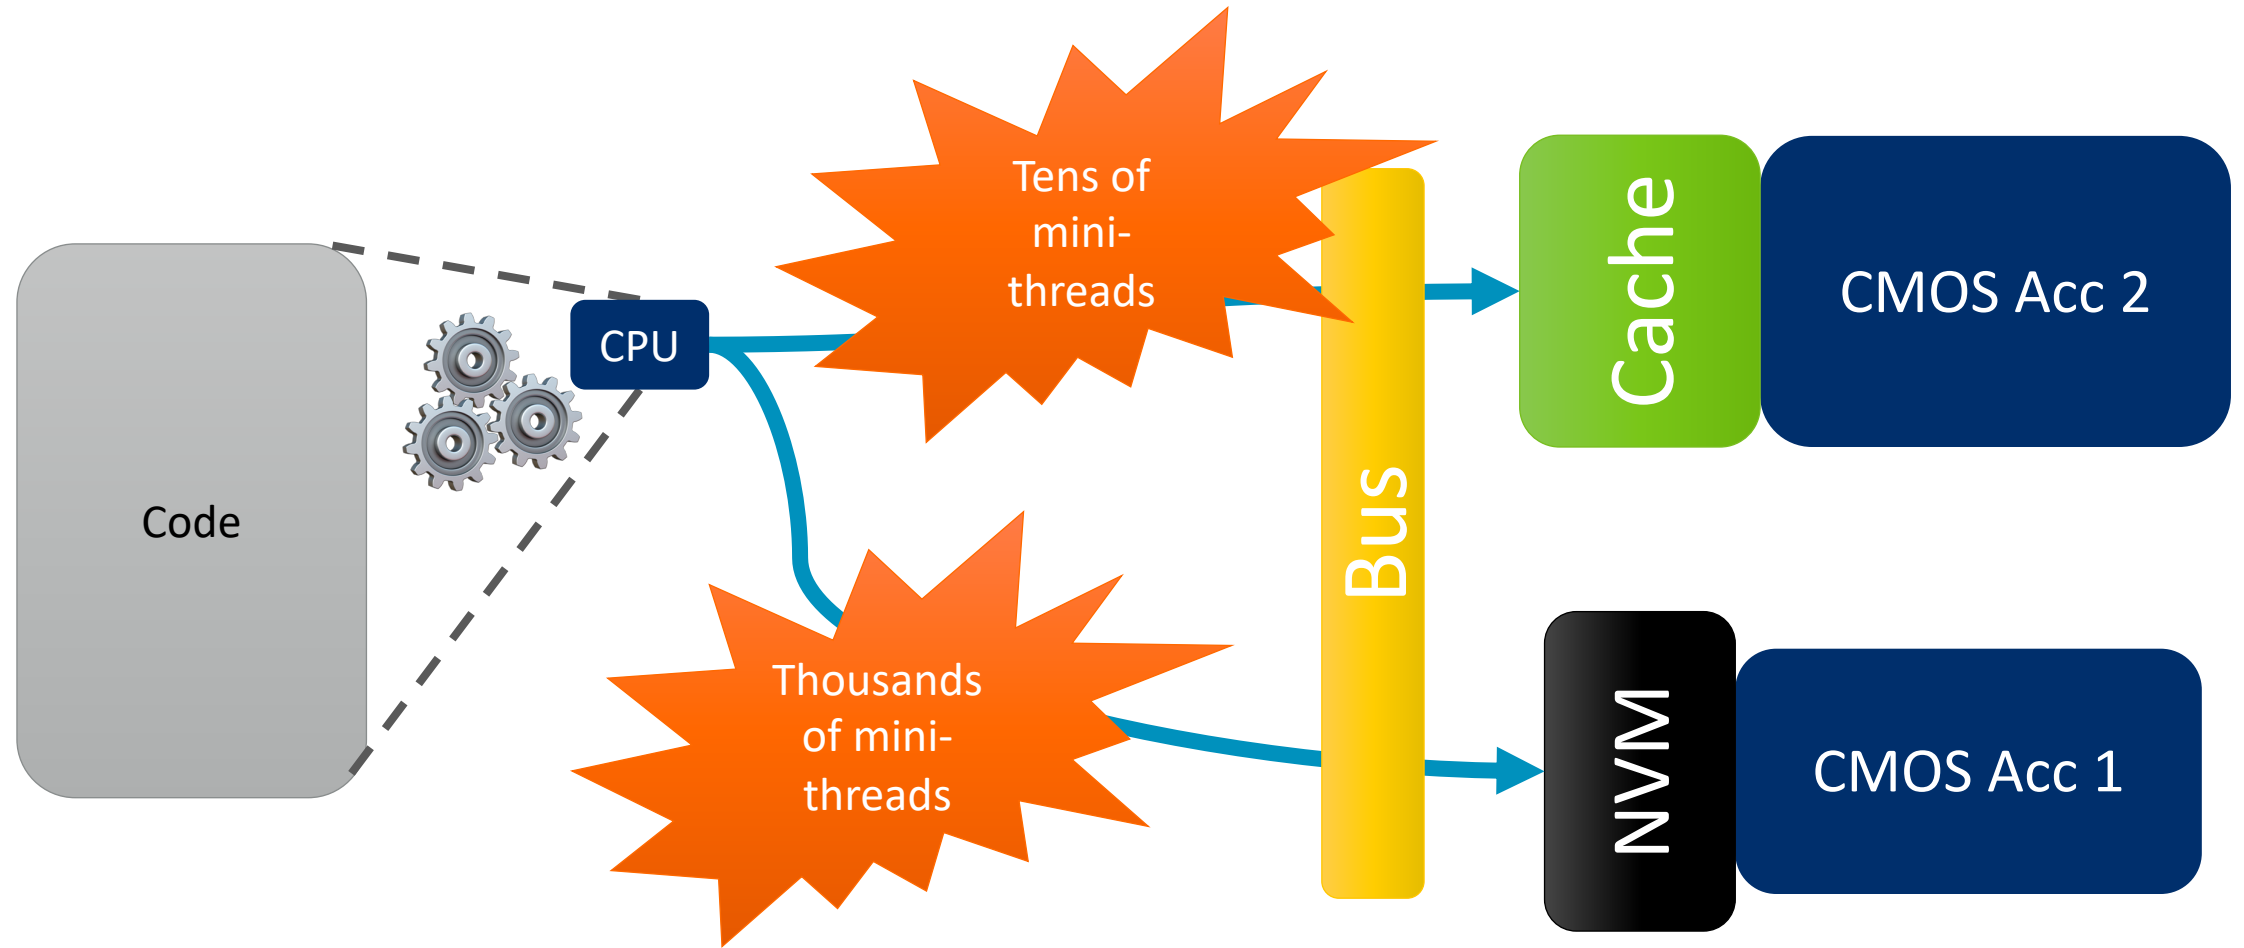 Code
CPU
Tens of
mini-
threads
Thousands
of mini-
threads
Bus
Cache
CMOS Acc 2
NVM
CMOS Acc 1